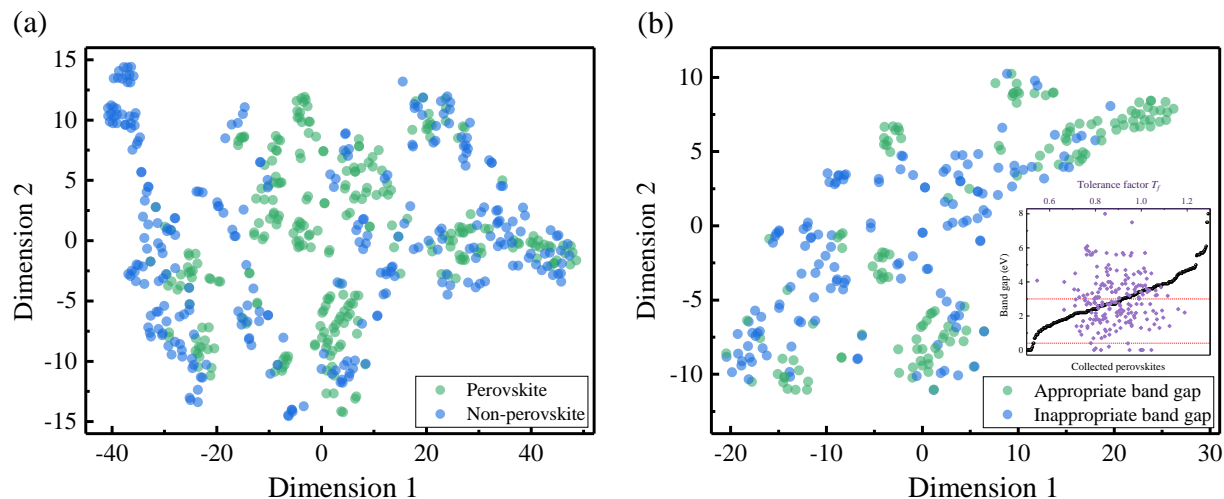 (a)
15
10
5
0
-5
-10
-15
Dimension 2
-40
-20
0
20
40
Dimension 1
Perovskite
Non-perovskite
(b)
10
5
0
-5
-10
Dimension 2
-20
-10
0
10
20
30
Dimension 1
Tolerance factor Tf
0.6
0.8
1.0
1.2
8
6
4
2
0
Band gap (eV)
Collected perovskites
Appropriate band gap
Inappropriate band gap